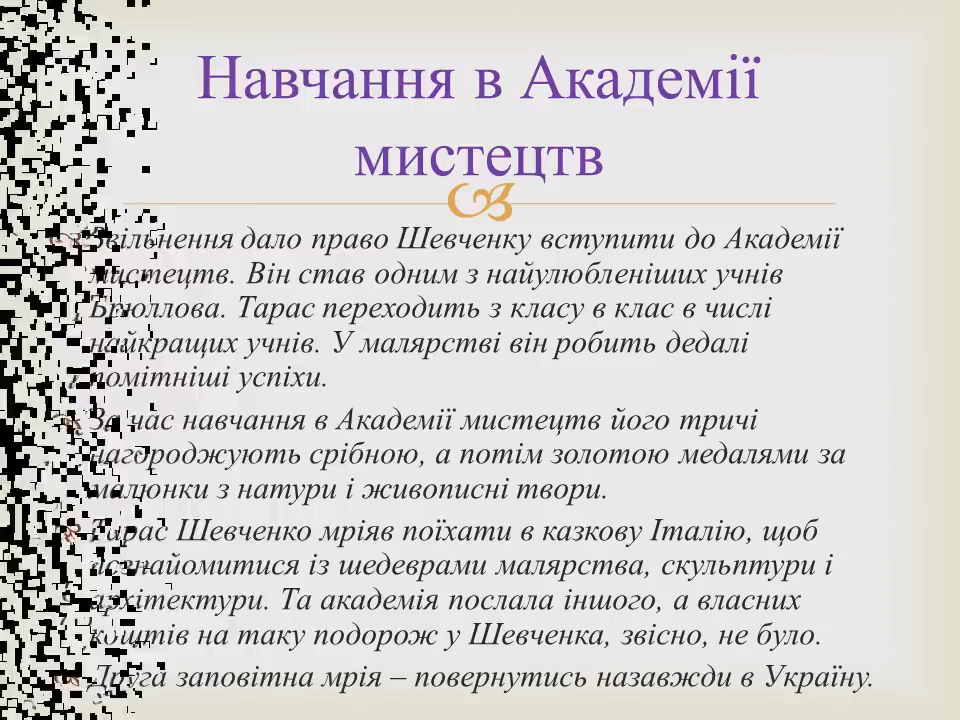 Навчання в Академії
мистецтв
Звільнення дало право Шевченку вступити до Академії
мистецтв. Він став одним з найулюбленіших учнів
Брюллова. Тарас переходить з класу в клас в числі
найкращих учнів. У малярстві він робить дедалі
помітніші успіхи.
За час навчання в Академії мистецтв його тричі
нагороджують срібною, а потім золотою медалями за
малюнки з натури і живописні твори.
Тарас Шевченко мріяв поїхати в казкову Італію, щоб
познайомитися із шедеврами малярства, скульптури і
архітектури. Та академія послала іншого, а власних
коштів на таку подорож у Шевченка, звісно, не було.
Друга заповітна мрія – повернутись назавжди в Україну.